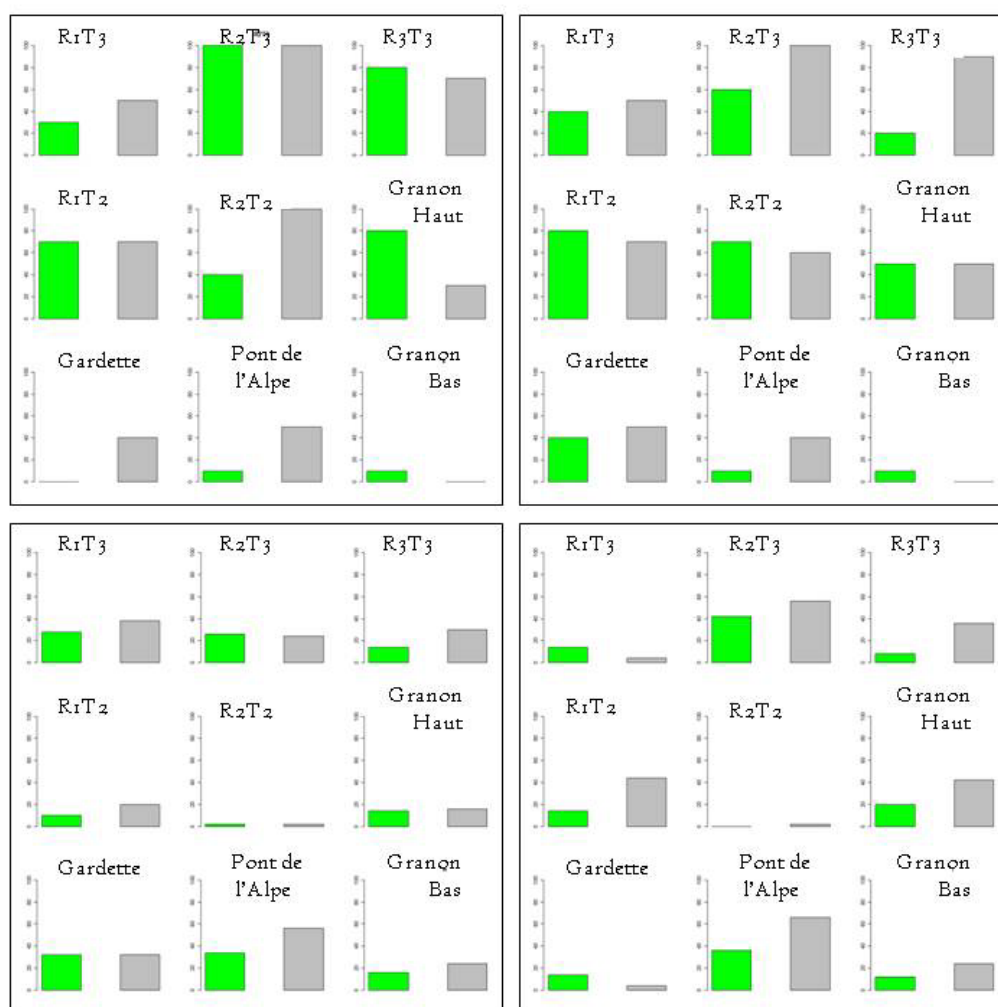 R1T3
R2T3
R3T3
R1T2
R2T2
Granon
Haut
Gardette
Pont de
l'Alpe
Granon
Bas
R1T3
R2T3
R3T3
R1T2
R2T2
Granon
Haut
Gardette
Pont de
l'Alpe
Granon
Bas
R1T3
R2T3
R3T3
R1T2
R2T2
Granon
Haut
Gardette
Pont de
l'Alpe
Granon
Bas
R1T3
R2T3
R3T3
R1T2
R2T2
Granon
Haut
Gardette
Pont de
l'Alpe
Granon
Bas